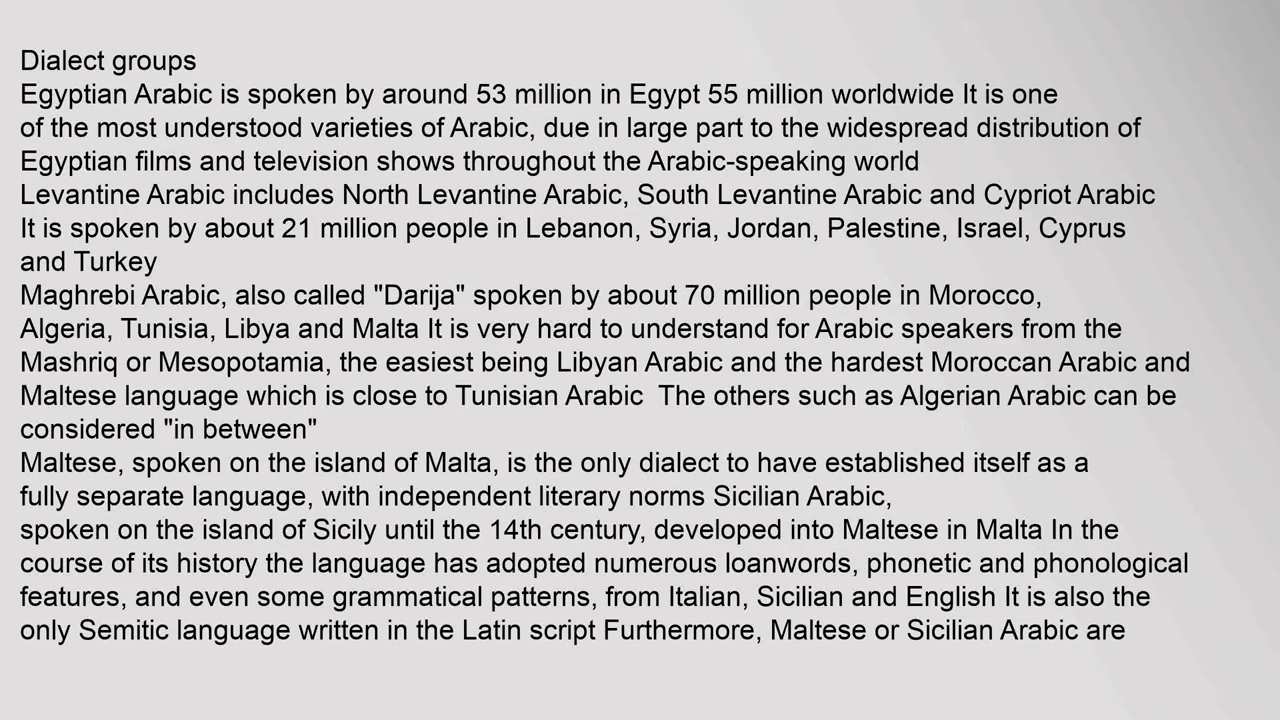 Dialect groups
Egyptian Arabic is spoken by around 53 million in Egypt 55 million worldwide It is one
of the most understood varieties of Arabic, due in large part to the widespread distribution of
Egyptian films and television shows throughout the Arabic-speaking world
Levantine Arabic includes North Levantine Arabic, South Levantine Arabic and Cypriot Arabic
It is spoken by about 21 million people in Lebanon, Syria, Jordan, Palestine, Israel, Cyprus
and Turkey
Maghrebi Arabic, also called "Darija" spoken by about 70 million people in Morocco,
Algeria, Tunisia, Libya and Malta It is very hard to understand for Arabic speakers from the
Mashriq or Mesopotamia, the easiest being Libyan Arabic and the hardest Moroccan Arabic and
Maltese language which is close to Tunisian Arabic  The others such as Algerian Arabic can be
considered "in between"
Maltese, spoken on the island of Malta, is the only dialect to have established itself as a
fully separate language, with independent literary norms Sicilian Arabic,
spoken on the island of Sicily until the 14th century, developed into Maltese in Malta In the
course of its history the language has adopted numerous loanwords, phonetic and phonological
features, and even some grammatical patterns, from Italian, Sicilian and English It is also the
only Semitic language written in the Latin script Furthermore, Maltese or Sicilian Arabic are